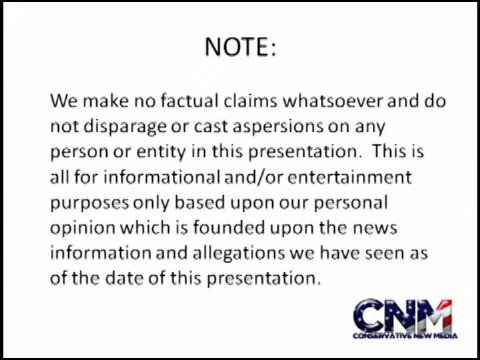 NOTE:
We make no factual claims whatsoever and do
not disparage or cast aspersions on any
person or entity in this presentation.  This is
all for informational and/or entertainment
purposes only based upon our personal
opinion which is founded upon the news
information and allegations we have seen as
of the date of this presentation.
CNM
CONSERVATIVE NEW MEDIA